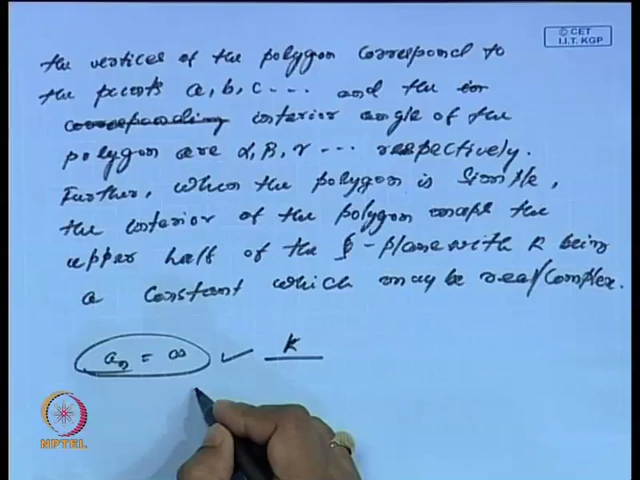 © CET
I.I.T. KGP
the vertices of the polygon correspond to
the points a, b, c ... and the in
corresponding interior angle of the
polygon are α, β, γ ... respectively.
Further, when the polygon is simple,
the interior of the polygon maps the
upper half of the ξ-plane with K being
a constant which may be real/complex.
aₙ = ∞ ✓ K
NPTEL